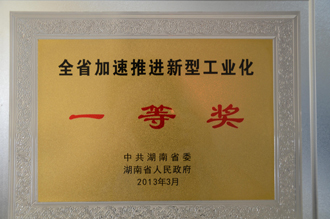 全省加速推进新型工业化
一等奖
中共湖南省委
湖南省人民政府
2013年3月